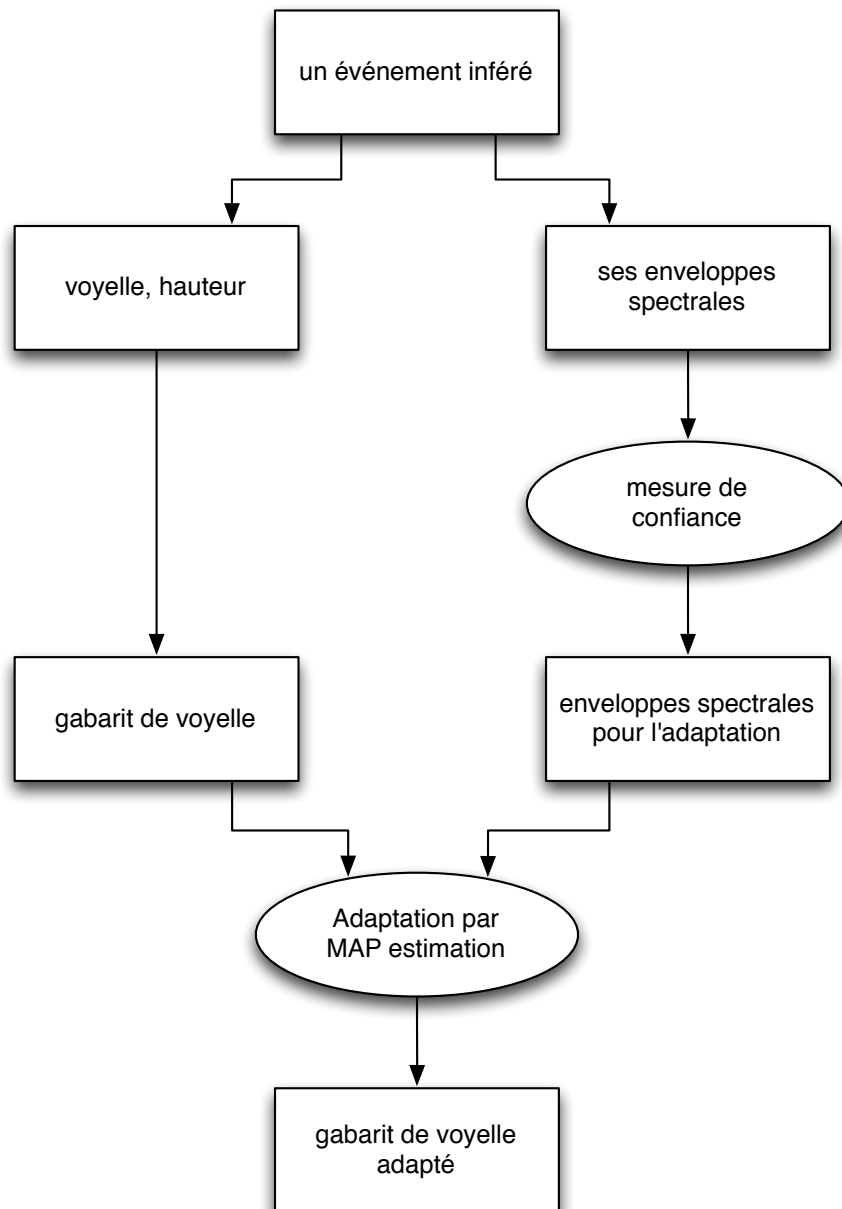 un événement inféré
voyelle, hauteur
ses enveloppes
spectrales
mesure de
confiance
gabarit de voyelle
enveloppes spectrales
pour l'adaptation
Adaptation par
MAP estimation
gabarit de voyelle
adapté